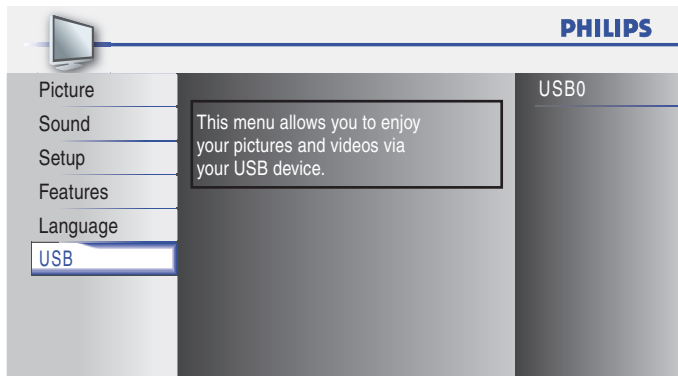 PHILIPS
Picture
Sound
Setup
Features
Language
USB
This menu allows you to enjoy
your pictures and videos via
your USB device.
USB0